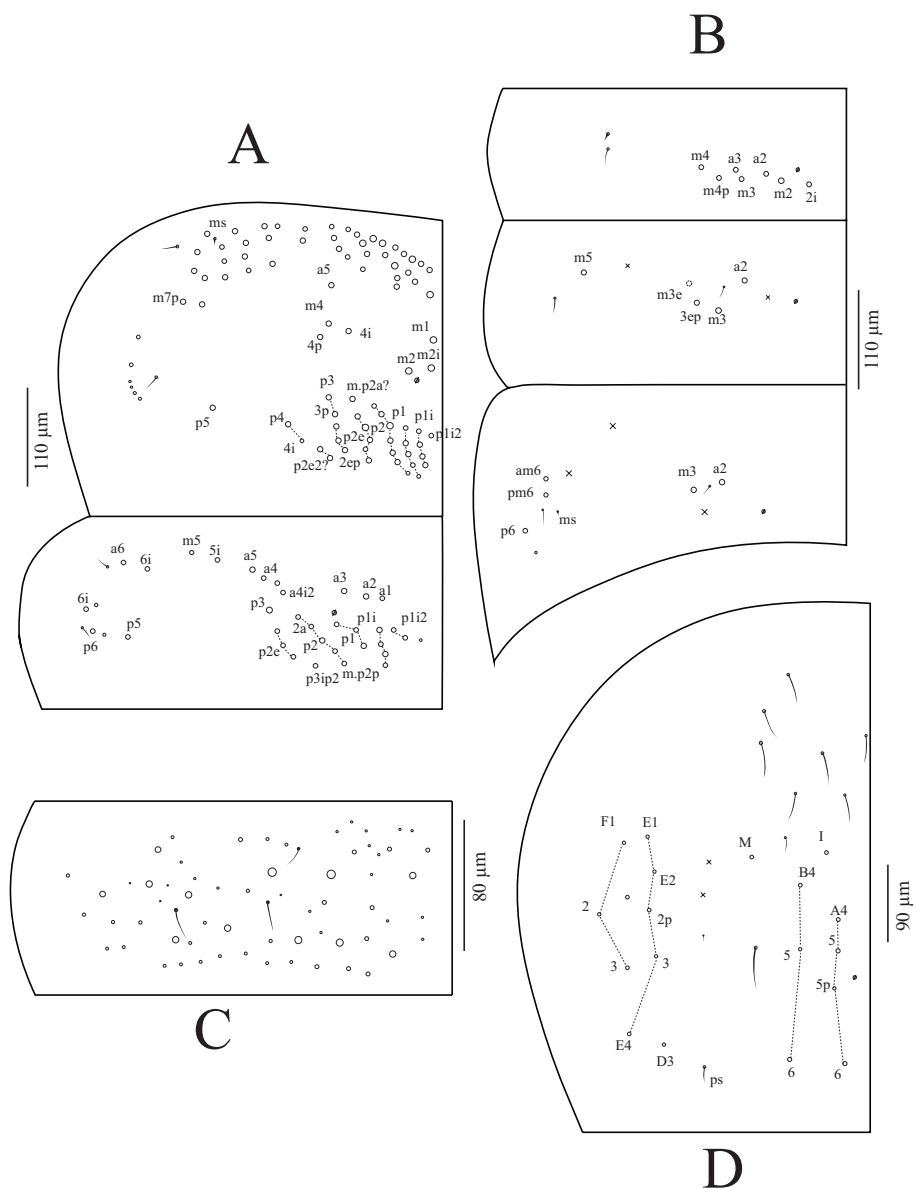 A
ms
a5
m7p
m4
4i
4p
m1
m2
m2i
p3
m.p2a?
3p
p4
4i
p2e
p2
p1
p1i
p1i2
p5
p2e2?
2ep
110 µm
a6
6i
m5
5i
a5
a4
a4i2
a3
a2
a1
6i
p6
p5
p3
2a
p2e
p2
p1
p1i
p1i2
p3ip2
m.p2p
B
m4
a3
a2
m4p
m3
m2
2i
m5
a2
m3e
3ep
m3
110 µm
am6
pm6
ms
p6
m3
a2
C
80 µm
D
F1
E1
M
I
E2
B4
2
2p
A4
3
3
5
5
5p
E4
D3
ps
6
6
90 µm